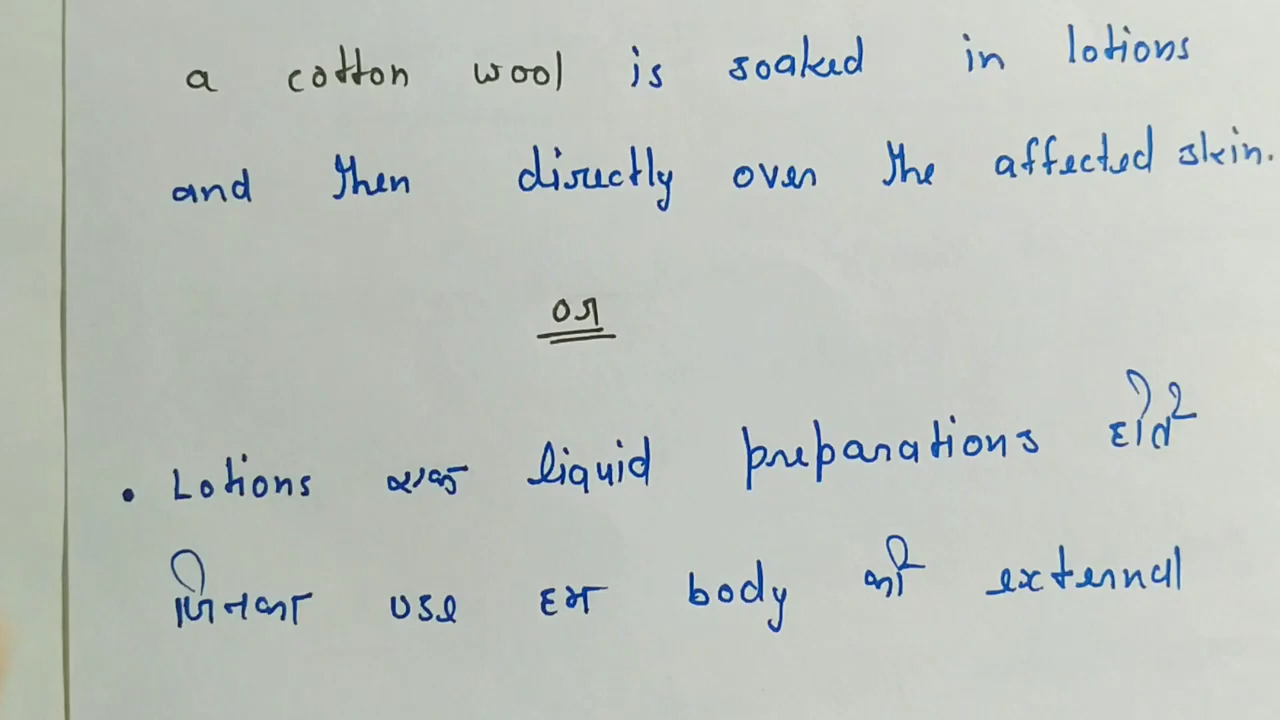 a cotton wool is soaked in lotions
and then directly over the affected skin.
or
• Lotions एक liquid preparations होते
जिनका use हम body की external